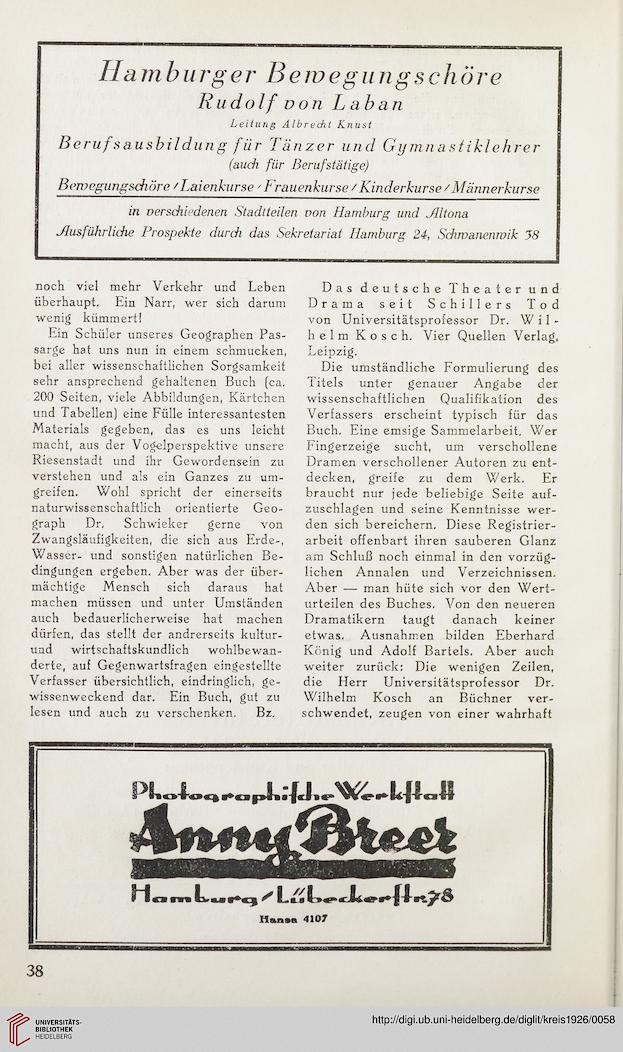 Hamburger Bewegungschöre
Rudolf von Laban
Leitung Albrecht Knust
Berufsausbildung für Tänzer und Gymnastiklehrer
(auch für Berufstätige)
Bewegungschöre / Laienkurse / Frauenkurse / Kinderkurse / Männerkurse
in verschiedenen Stadtteilen von Hamburg und Altona
Ausführliche Prospekte durch das Sekretariat Hamburg 24, Schwanenwik 38
noch viel mehr Verkehr und Leben
überhaupt. Ein Narr, wer sich darum
wenig kümmert!
Ein Schüler unseres Geographen Pas-
sarge hat uns nun in einem schmucken,
bei aller wissenschaftlichen Sorgsamkeit
sehr ansprechend gehaltenen Buch (ca.
200 Seiten, viele Abbildungen, Kärtchen
und Tabellen) eine Fülle interessantesten
Materials gegeben, das es uns leicht
macht, aus der Vogelperspektive unsere
Riesenstadt und ihr Gewordensein zu
verstehen und als ein Ganzes zu um-
greifen. Wohl spricht der einerseits
naturwissenschaftlich orientierte Geo-
graph Dr. Schwieker gerne von
Zwangsläufigkeiten, die sich aus Erde-,
Wasser- und sonstigen natürlichen Be-
dingungen ergeben. Aber was der über-
mächtige Mensch sich daraus hat
machen müssen und unter Umständen
auch bedauerlicherweise hat machen
dürfen, das stellt der andrerseits kultur-
und wirtschaftskundlich wohlbewan-
derte, auf Gegenwartsfragen eingestellte
Verfasser übersichtlich, eindringlich, ge-
wissenweckend dar. Ein Buch, gut zu
lesen und auch zu verschenken. Bz.
Das deutsche Theater und
Drama seit Schillers Tod
von Universitätsprofessor Dr. Wil-
helm Kosch. Vier Quellen Verlag,
Leipzig.
Die umständliche Formulierung des
Titels unter genauer Angabe der
wissenschaftlichen Qualifikation des
Verfassers erscheint typisch für das
Buch. Eine emsige Sammelarbeit. Wer
Fingerzeige sucht, um verschollene
Dramen verschollener Autoren zu ent-
decken, greife zu dem Werk. Er
braucht nur jede beliebige Seite auf-
zuschlagen und seine Kenntnisse wer-
den sich bereichern. Diese Registrier-
arbeit offenbart ihren sauberen Glanz
am Schluß noch einmal in den vorzüg-
lichen Annalen und Verzeichnissen.
Aber — man hüte sich vor den Wert-
urteilen des Buches. Von den neueren
Dramatikern taugt danach keiner
etwas. Ausnahmen bilden Eberhard
König und Adolf Bartels. Aber auch
weiter zurück: Die wenigen Zeilen,
die Herr Universitätsprofessor Dr.
Wilhelm Kosch an Büchner ver-
schwendet, zeugen von einer wahrhaft
Photographische Werkstatt
Anny Breer
Hamburg / Lübeckerstr. 78
Hansa 4107
38
UNIVERSITÄTS-
BIBLIOTHEK
HEIDELBERG
http://digi.ub.uni-heidelberg.de/diglit/kreis1926/0058